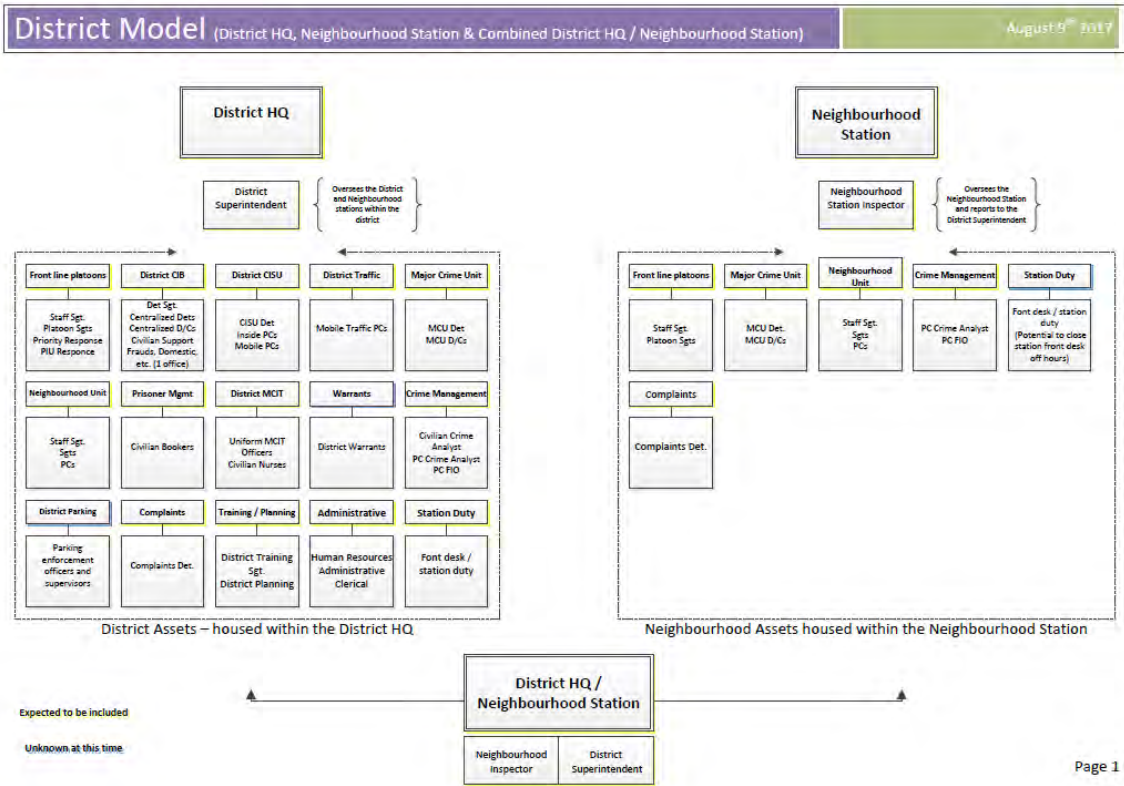 District Model (District HQ, Neighbourhood Station & Combined District HQ / Neighbourhood Station)
August 9th 2017
District HQ
District
Superintendent
Oversees the District
and Neighbourhood
stations within the
district
Front line platoons
Staff Sgt.
Platoon Sgts
Priority Response
PIU Responce
District CIB
Det Sgt.
Centralized Dets
Centralized D/Cs
Civilian Support
Frauds, Domestic,
etc. (1 office)
District CISU
CISU Det
Inside PCs
Mobile PCs
District Traffic
Mobile Traffic PCs
Major Crime Unit
MCU Det
MCU D/Cs
Neighbourhood Unit
Staff Sgt.
Sgts
PCs
Prisoner Mgmt
Civilian Bookers
District MCIT
Uniform MCIT
Officers
Civilian Nurses
Warrants
District Warrants
Crime Management
Civilian Crime
Analyst
PC Crime Analyst
PC FIO
District Parking
Parking
enforcement
officers and
supervisors
Complaints
Complaints Det.
Training / Planning
District Training
Sgt.
District Planning
Administrative
Human Resources
Administrative
Clerical
Station Duty
Font desk /
station duty
District Assets – housed within the District HQ
Neighbourhood
Station
Neighbourhood
Station Inspector
Oversees the
Neighbourhood Station
and reports to the
District Superintendent
Front line platoons
Staff Sgt.
Platoon Sgts
Major Crime Unit
MCU Det.
MCU D/Cs
Neighbourhood
Unit
Staff Sgt.
Sgts
PCs
Crime Management
PC Crime Analyst
PC FIO
Station Duty
Font desk / station
duty
(Potential to close
station front desk
off hours)
Complaints
Complaints Det.
Neighbourhood Assets housed within the Neighbourhood Station
District HQ /
Neighbourhood Station
Neighbourhood
Inspector
District
Superintendent
Expected to be included
Unknown at this time
Page 1